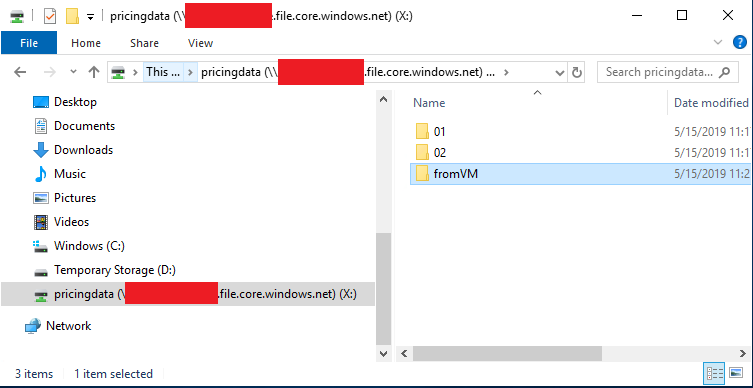 pricingdata (\\ e.file.core.windows.net) (X:)
File Home Share View
This ... pricingdata (\\ .file.core.windows.net) ...
Search pricingdata
Desktop
Documents
Downloads
Music
Pictures
Videos
Windows (C:)
Temporary Storage (D:)
pricingdata (\\ .file.core.windows.net) (X:)
Network
Name Date modified
01 5/15/2019 11:1
02 5/15/2019 11:1
fromVM 5/15/2019 11:2
3 items 1 item selected